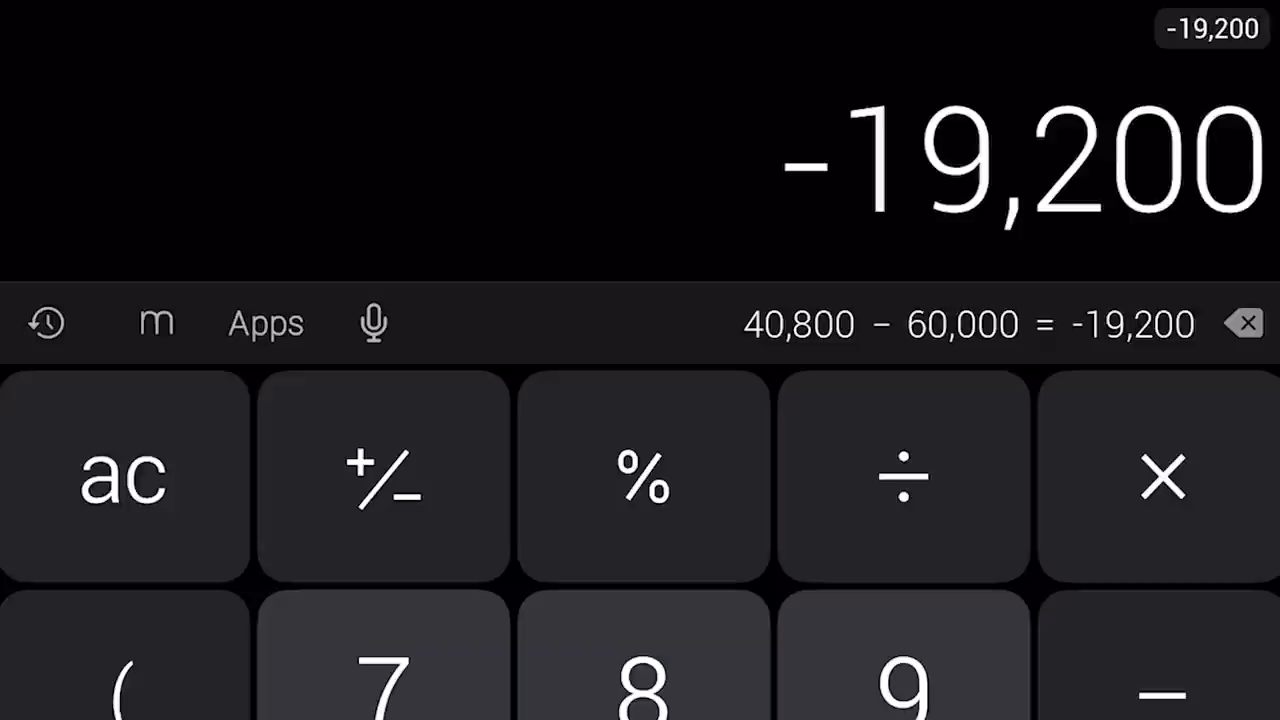 -19,200
-19,200
m Apps 40,800 – 60,000 = -19,200
ac +/– % ÷ ×
( 7 8 9 –